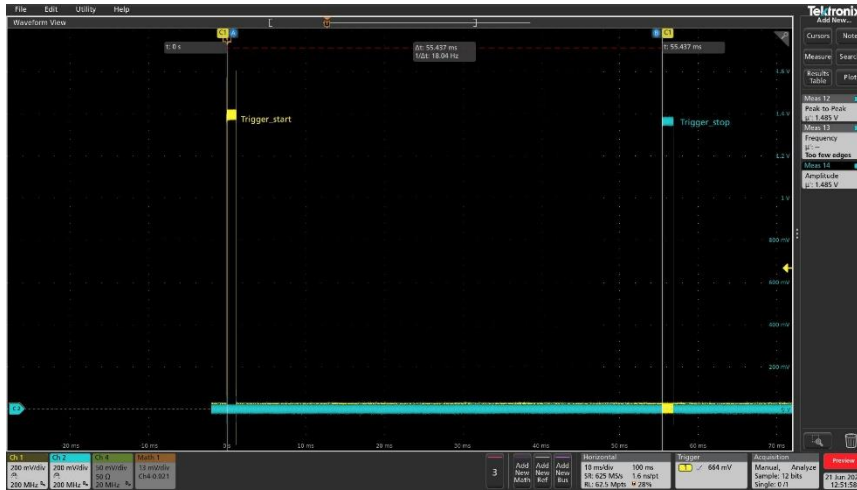 File Edit Utility Help
Tektronix
Waveform View
Add New...
C1 A
B C1
t: 0 s
Δt: 55.437 ms
1/Δt: 18.04 Hz
t: 55.437 ms
Cursors Note
Measure Search
Results Table Plot
1.6 V
1.4 V
1.2 V
1 V
800 mV
600 mV
400 mV
200 mV
Trigger_start
Trigger_stop
Meas 12
Peak-to-Peak
μ': 1.485 V
Meas 13
Frequency
μ': --
Too few edges
Meas 14
Amplitude
μ': 1.485 V
-20 ms -10 ms 0 s 10 ms 20 ms 30 ms 40 ms 50 ms 60 ms 70 ms
Ch 1
200 mV/div
200 MHz
Ch 2
200 mV/div
200 MHz
Ch 4
50 mV/div
50 Ω
20 MHz
Math 1
13 mV/div
Ch4-0.021
3
Add New Math
Add New Ref
Add New Bus
Horizontal
10 ms/div 100 ms
SR: 625 MS/s 1.6 ns/pt
RL: 62.5 Mpts 28%
Trigger
1 664 mV
Acquisition
Manual, Analyze
Sample: 12 bits
Single: 0/1
Preview
21 Jun 202
12:51:58